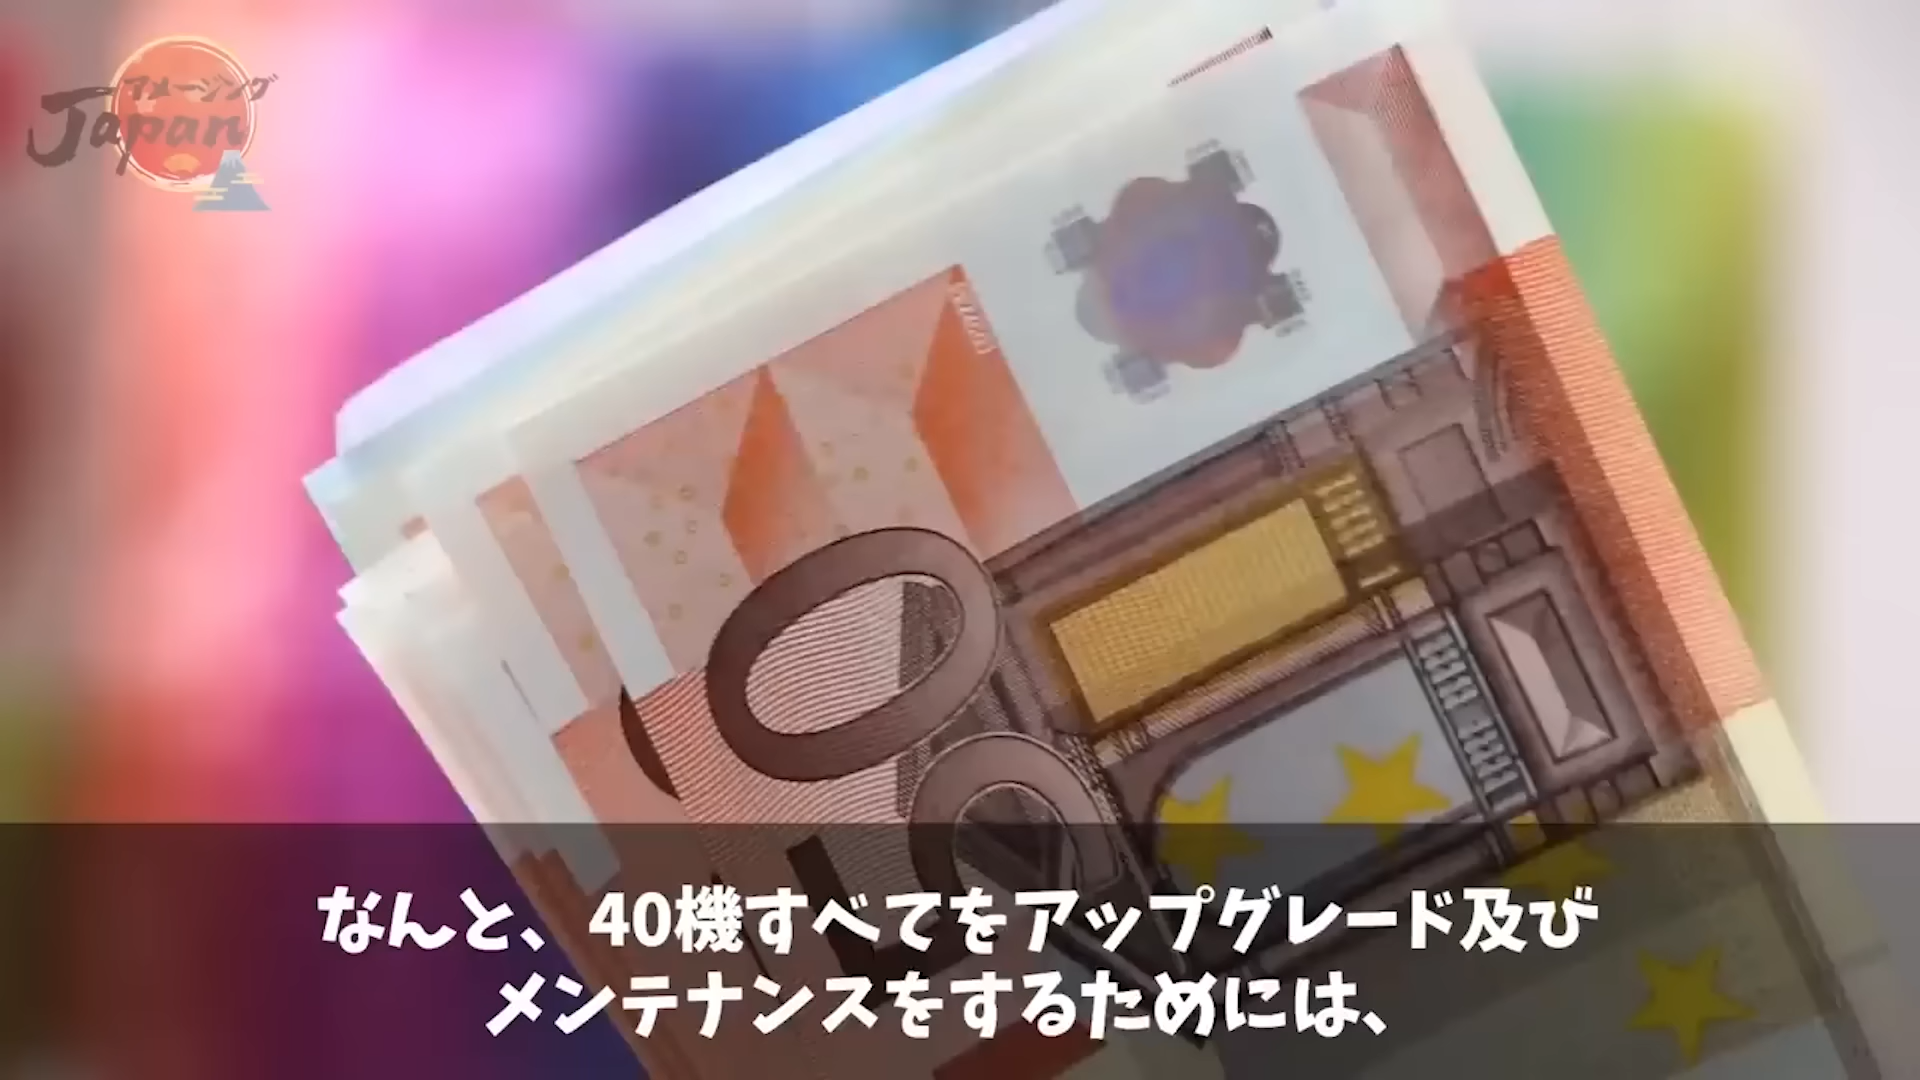 アメージング
Japan
なんと、40機すべてをアップグレード及び
メンテナンスをするためには、